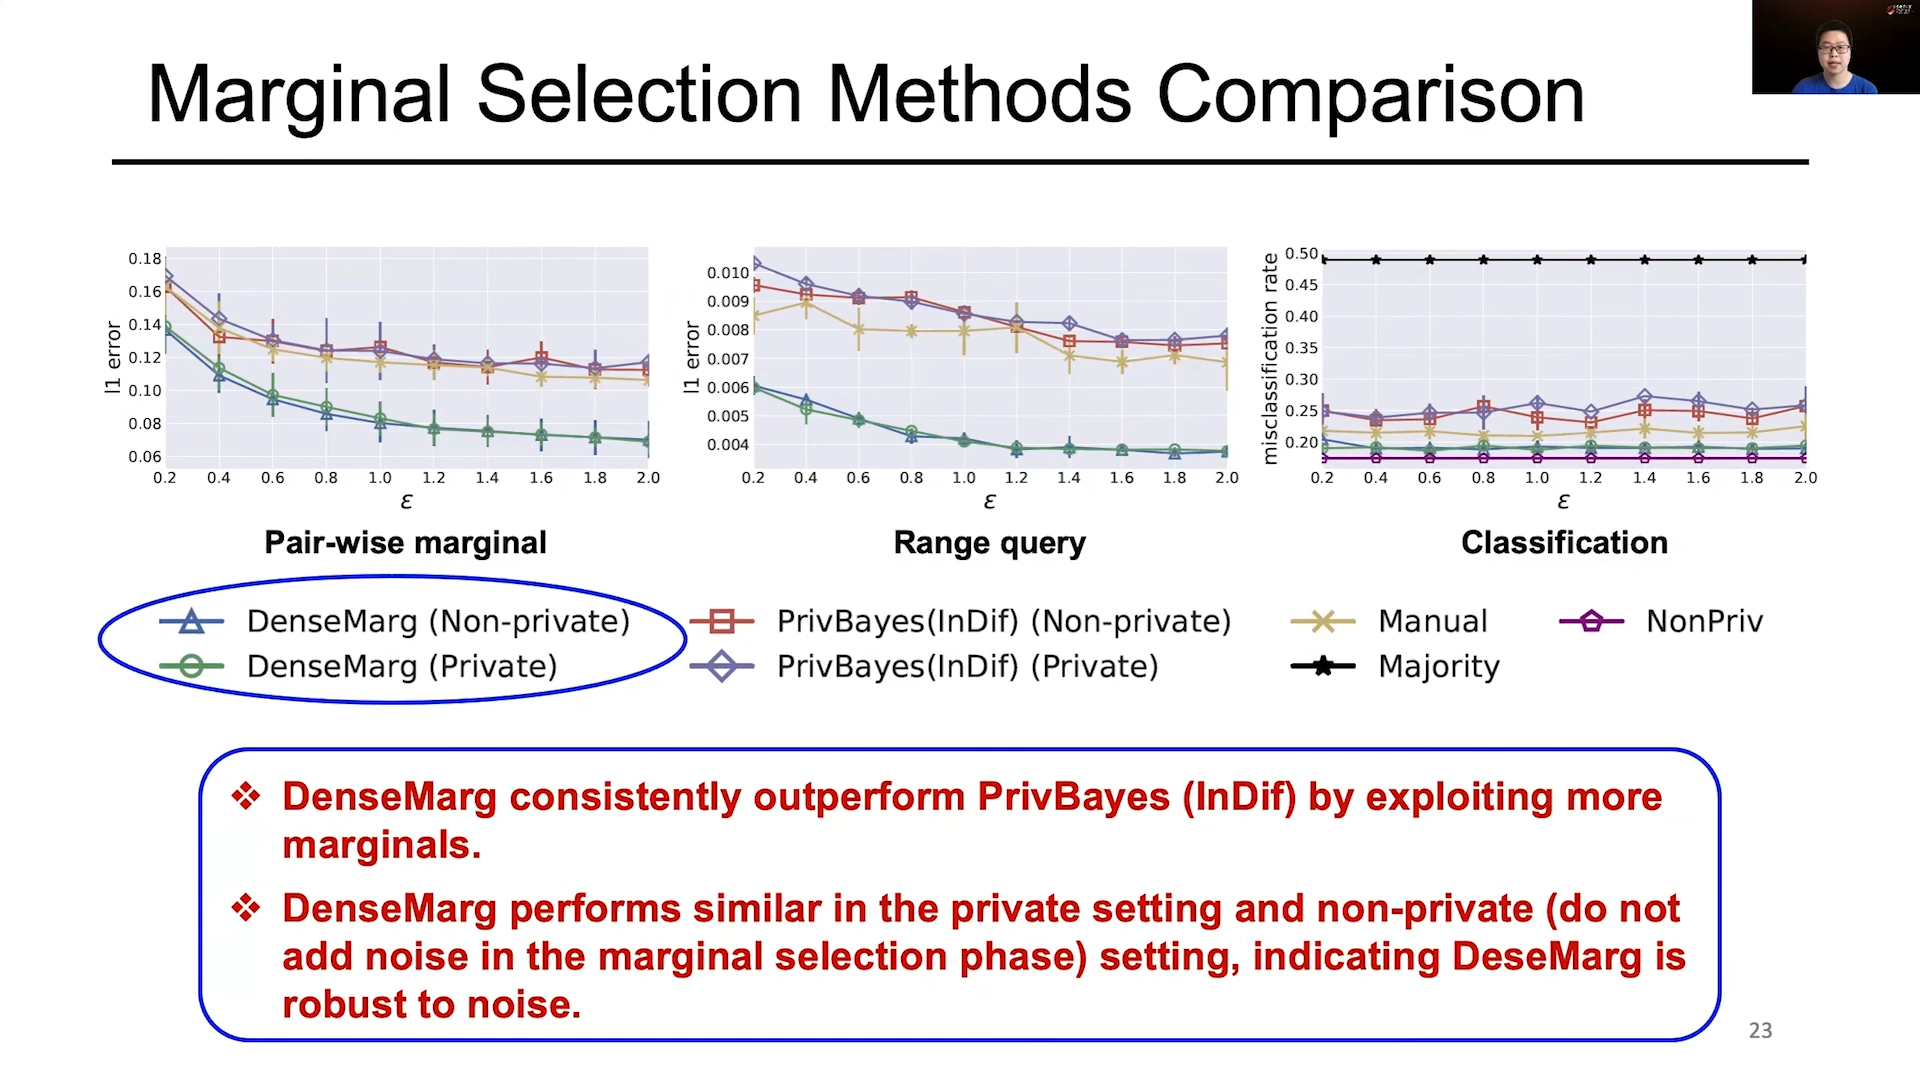 Marginal Selection Methods Comparison
0.18
0.16
0.14
0.12
0.10
0.08
0.06
l1 error
0.2 0.4 0.6 0.8 1.0 1.2 1.4 1.6 1.8 2.0
ε
Pair-wise marginal
0.010
0.009
0.008
0.007
0.006
0.005
0.004
l1 error
0.2 0.4 0.6 0.8 1.0 1.2 1.4 1.6 1.8 2.0
ε
Range query
0.50
0.45
0.40
0.35
0.30
0.25
0.20
misclassification rate
0.2 0.4 0.6 0.8 1.0 1.2 1.4 1.6 1.8 2.0
ε
Classification
DenseMarg (Non-private) PrivBayes(InDif) (Non-private) Manual NonPriv
DenseMarg (Private) PrivBayes(InDif) (Private) Majority
❖ DenseMarg consistently outperform PrivBayes (InDif) by exploiting more
marginals.
❖ DenseMarg performs similar in the private setting and non-private (do not
add noise in the marginal selection phase) setting, indicating DeseMarg is
robust to noise.
23